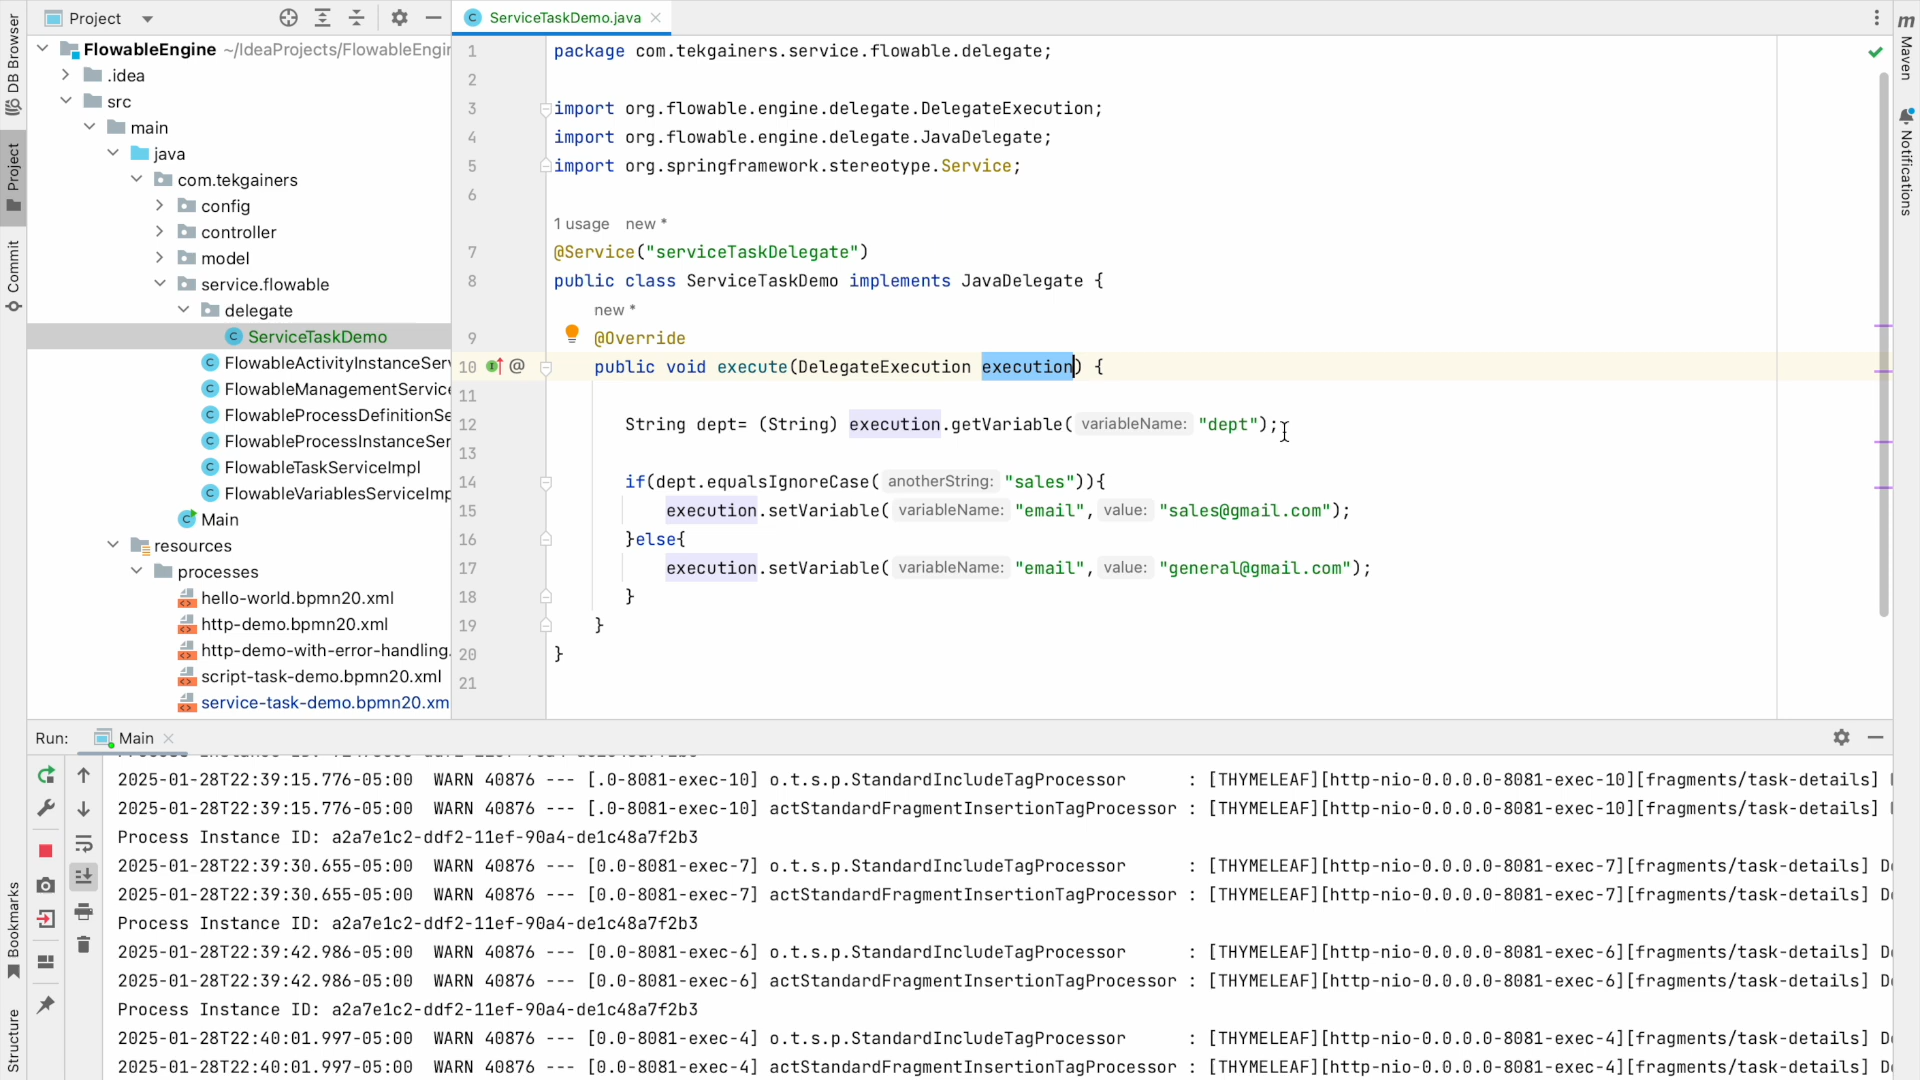 Project
ServiceTaskDemo.java
DB Browser
Project
Commit
Bookmarks
Structure
FlowableEngine ~/IdeaProjects/FlowableEngir
.idea
src
main
java
com.tekgainers
config
controller
model
service.flowable
delegate
ServiceTaskDemo
FlowableActivityInstanceSer
FlowableManagementService
FlowableProcessDefinitionSe
FlowableProcessInstanceSer
FlowableTaskServiceImpl
FlowableVariablesServiceImp
Main
resources
processes
hello-world.bpmn20.xml
http-demo.bpmn20.xml
http-demo-with-error-handling.
script-task-demo.bpmn20.xml
service-task-demo.bpmn20.xm
1 package com.tekgainers.service.flowable.delegate;
2
3 import org.flowable.engine.delegate.DelegateExecution;
4 import org.flowable.engine.delegate.JavaDelegate;
5 import org.springframework.stereotype.Service;
6
1 usage new *
7 @Service("serviceTaskDelegate")
8 public class ServiceTaskDemo implements JavaDelegate {
new *
9 @Override
10 @ public void execute(DelegateExecution execution) {
11
12 String dept= (String) execution.getVariable( variableName: "dept");
13
14 if(dept.equalsIgnoreCase( anotherString: "sales")){
15 execution.setVariable( variableName: "email", value: "sales@gmail.com");
16 }else{
17 execution.setVariable( variableName: "email", value: "general@gmail.com");
18 }
19 }
20 }
21
m Maven
Notifications
Run: Main
2025-01-28T22:39:15.776-05:00 WARN 40876 --- [.0-8081-exec-10] o.t.s.p.StandardIncludeTagProcessor : [THYMELEAF][http-nio-0.0.0.0-8081-exec-10][fragments/task-details]
2025-01-28T22:39:15.776-05:00 WARN 40876 --- [.0-8081-exec-10] actStandardFragmentInsertionTagProcessor : [THYMELEAF][http-nio-0.0.0.0-8081-exec-10][fragments/task-details]
Process Instance ID: a2a7e1c2-ddf2-11ef-90a4-de1c48a7f2b3
2025-01-28T22:39:30.655-05:00 WARN 40876 --- [0.0-8081-exec-7] o.t.s.p.StandardIncludeTagProcessor : [THYMELEAF][http-nio-0.0.0.0-8081-exec-7][fragments/task-details] De
2025-01-28T22:39:30.655-05:00 WARN 40876 --- [0.0-8081-exec-7] actStandardFragmentInsertionTagProcessor : [THYMELEAF][http-nio-0.0.0.0-8081-exec-7][fragments/task-details] De
Process Instance ID: a2a7e1c2-ddf2-11ef-90a4-de1c48a7f2b3
2025-01-28T22:39:42.986-05:00 WARN 40876 --- [0.0-8081-exec-6] o.t.s.p.StandardIncludeTagProcessor : [THYMELEAF][http-nio-0.0.0.0-8081-exec-6][fragments/task-details] De
2025-01-28T22:39:42.986-05:00 WARN 40876 --- [0.0-8081-exec-6] actStandardFragmentInsertionTagProcessor : [THYMELEAF][http-nio-0.0.0.0-8081-exec-6][fragments/task-details] De
Process Instance ID: a2a7e1c2-ddf2-11ef-90a4-de1c48a7f2b3
2025-01-28T22:40:01.997-05:00 WARN 40876 --- [0.0-8081-exec-4] o.t.s.p.StandardIncludeTagProcessor : [THYMELEAF][http-nio-0.0.0.0-8081-exec-4][fragments/task-details] De
2025-01-28T22:40:01.997-05:00 WARN 40876 --- [0.0-8081-exec-4] actStandardFragmentInsertionTagProcessor : [THYMELEAF][http-nio-0.0.0.0-8081-exec-4][fragments/task-details] De